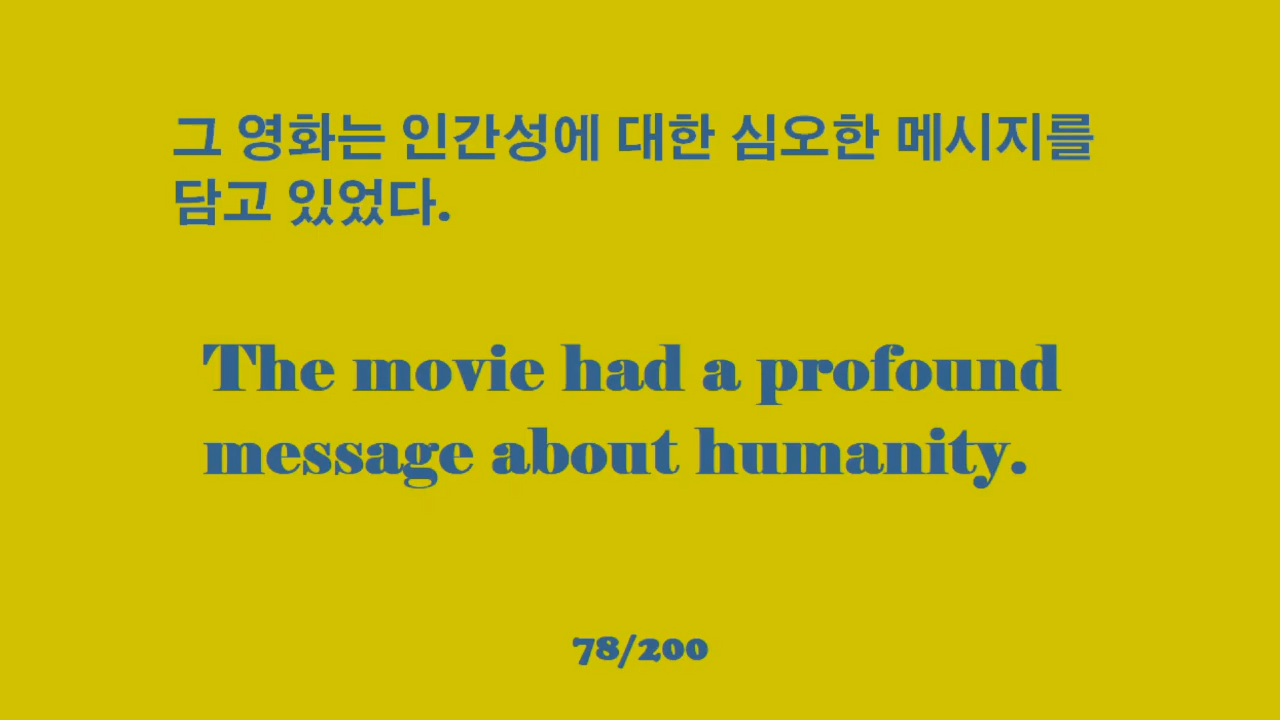 그 영화는 인간성에 대한 심오한 메시지를
담고 있었다.
The movie had a profound
message about humanity.
78/200